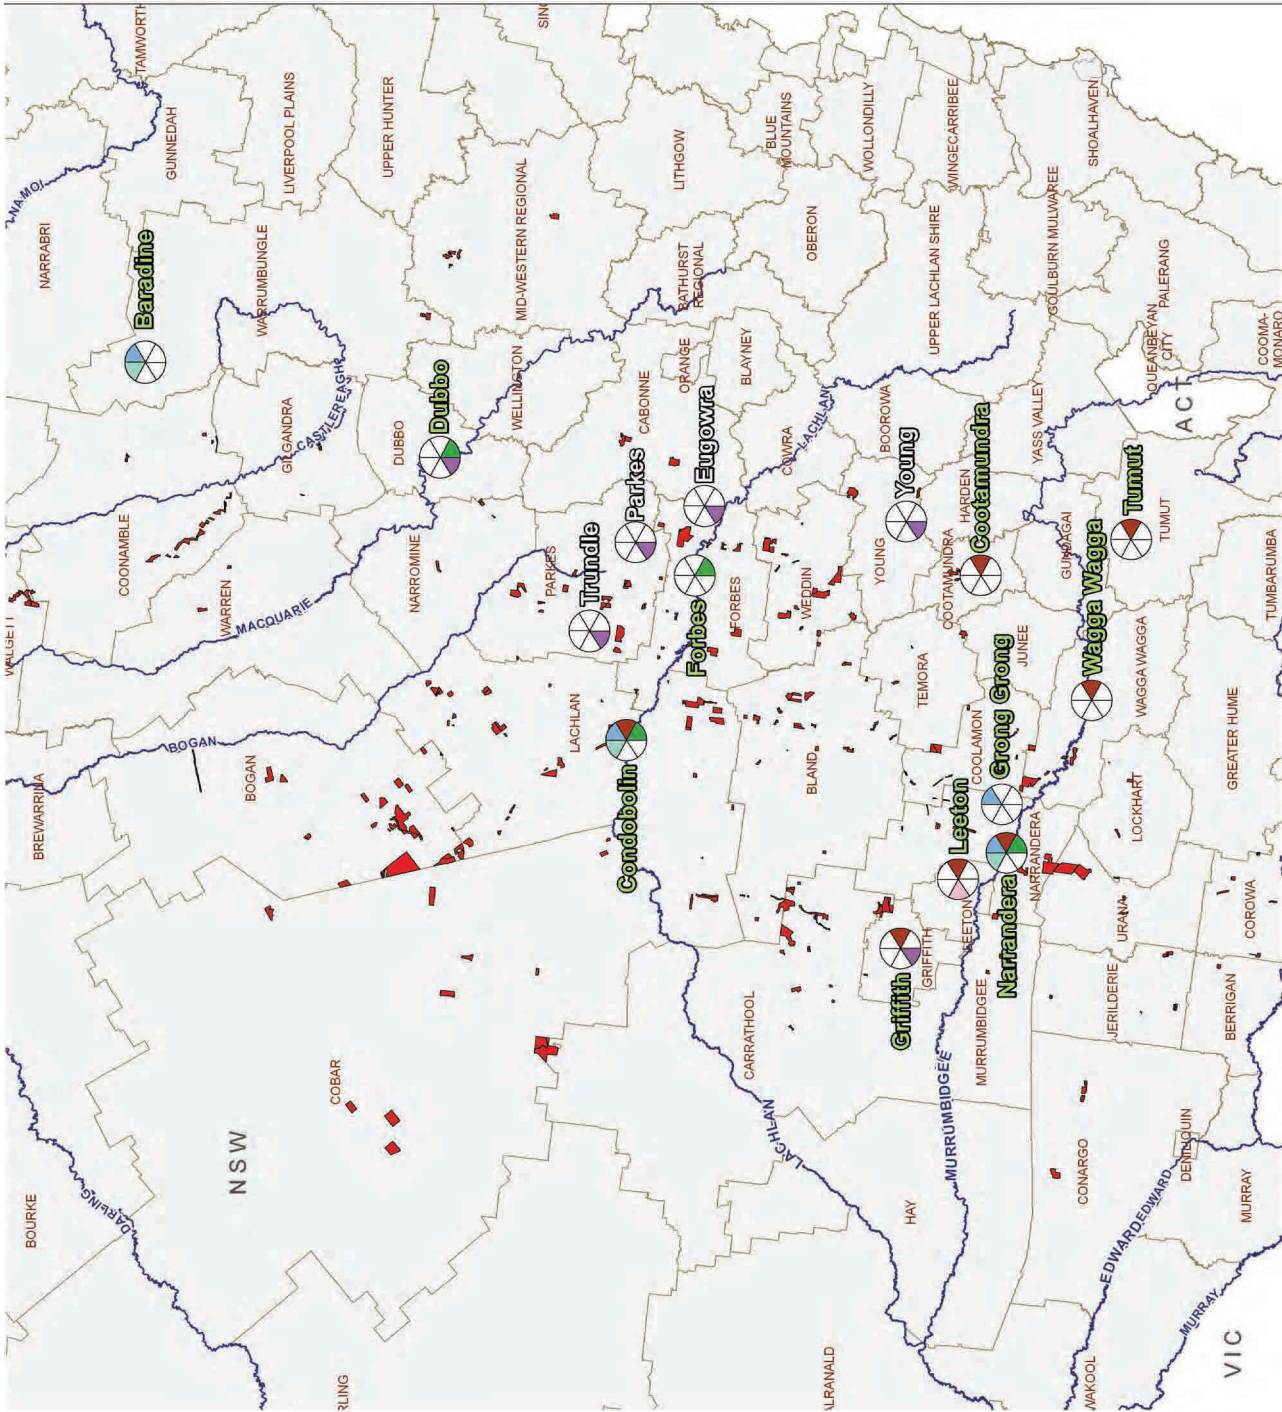 TAMWORTH
GUNNEDAH
LIVERPOOL PLAINS
UPPER HUNTER
MID-WESTERN REGIONAL
LITHGOW
BLUE
MOUNTAINS
WOLLONDILLY
WINGECARRIBEE
SHOALHAVEN
NAMOI
NARRABRI
Baradine
WARRUMBUNGLE
BATHURST
REGIONAL
OBERON
UPPER LACHLAN SHIRE
GOULBURN MULWAREE
PALERANG
QUEANBEYAN
CITY
COOMA-
MONARO
Dubbo
WELLINGTON
CABONNE
ORANGE
BLAYNEY
COONAMBLE
GILGANDRA
CASTLEREAGH
DUBBO
Parkes
Eugowra
COWRA
LACHLAN
BOOROWA
Young
HARDEN
Cootamundra
YASS VALLEY
ACT
Tumut
TUMUT
WARREN
MACQUARIE
NARROMINE
PARKES
Trundle
Forbes
FORBES
WEDDIN
YOUNG
COOTAMUNDRA
GUNDAGAI
Wagga Wagga
TUMBARUMBA
BREWARRINA
BOGAN
BOGAN
LACHLAN
Condobolin
BLAND
TEMORA
COOLAMON
Grong Grong
JUNEE
WAGGA WAGGA
GREATER HUME
Leeton
Narrandera
NARRANDERA
LOCKHART
URANA
COROWA
Griffith
GRIFFITH
JERILDERIE
BERRIGAN
COBAR
CARRATHOOL
MURRUMBIDGEE
MURRUMBIDGEE
NSW
BOURKE
DARLING
LACHLAN
HAY
CONARGO
DENILIQUIN
EDWARD
EDWARD
MURRAY
MURRAY
VIC
WAKOOL